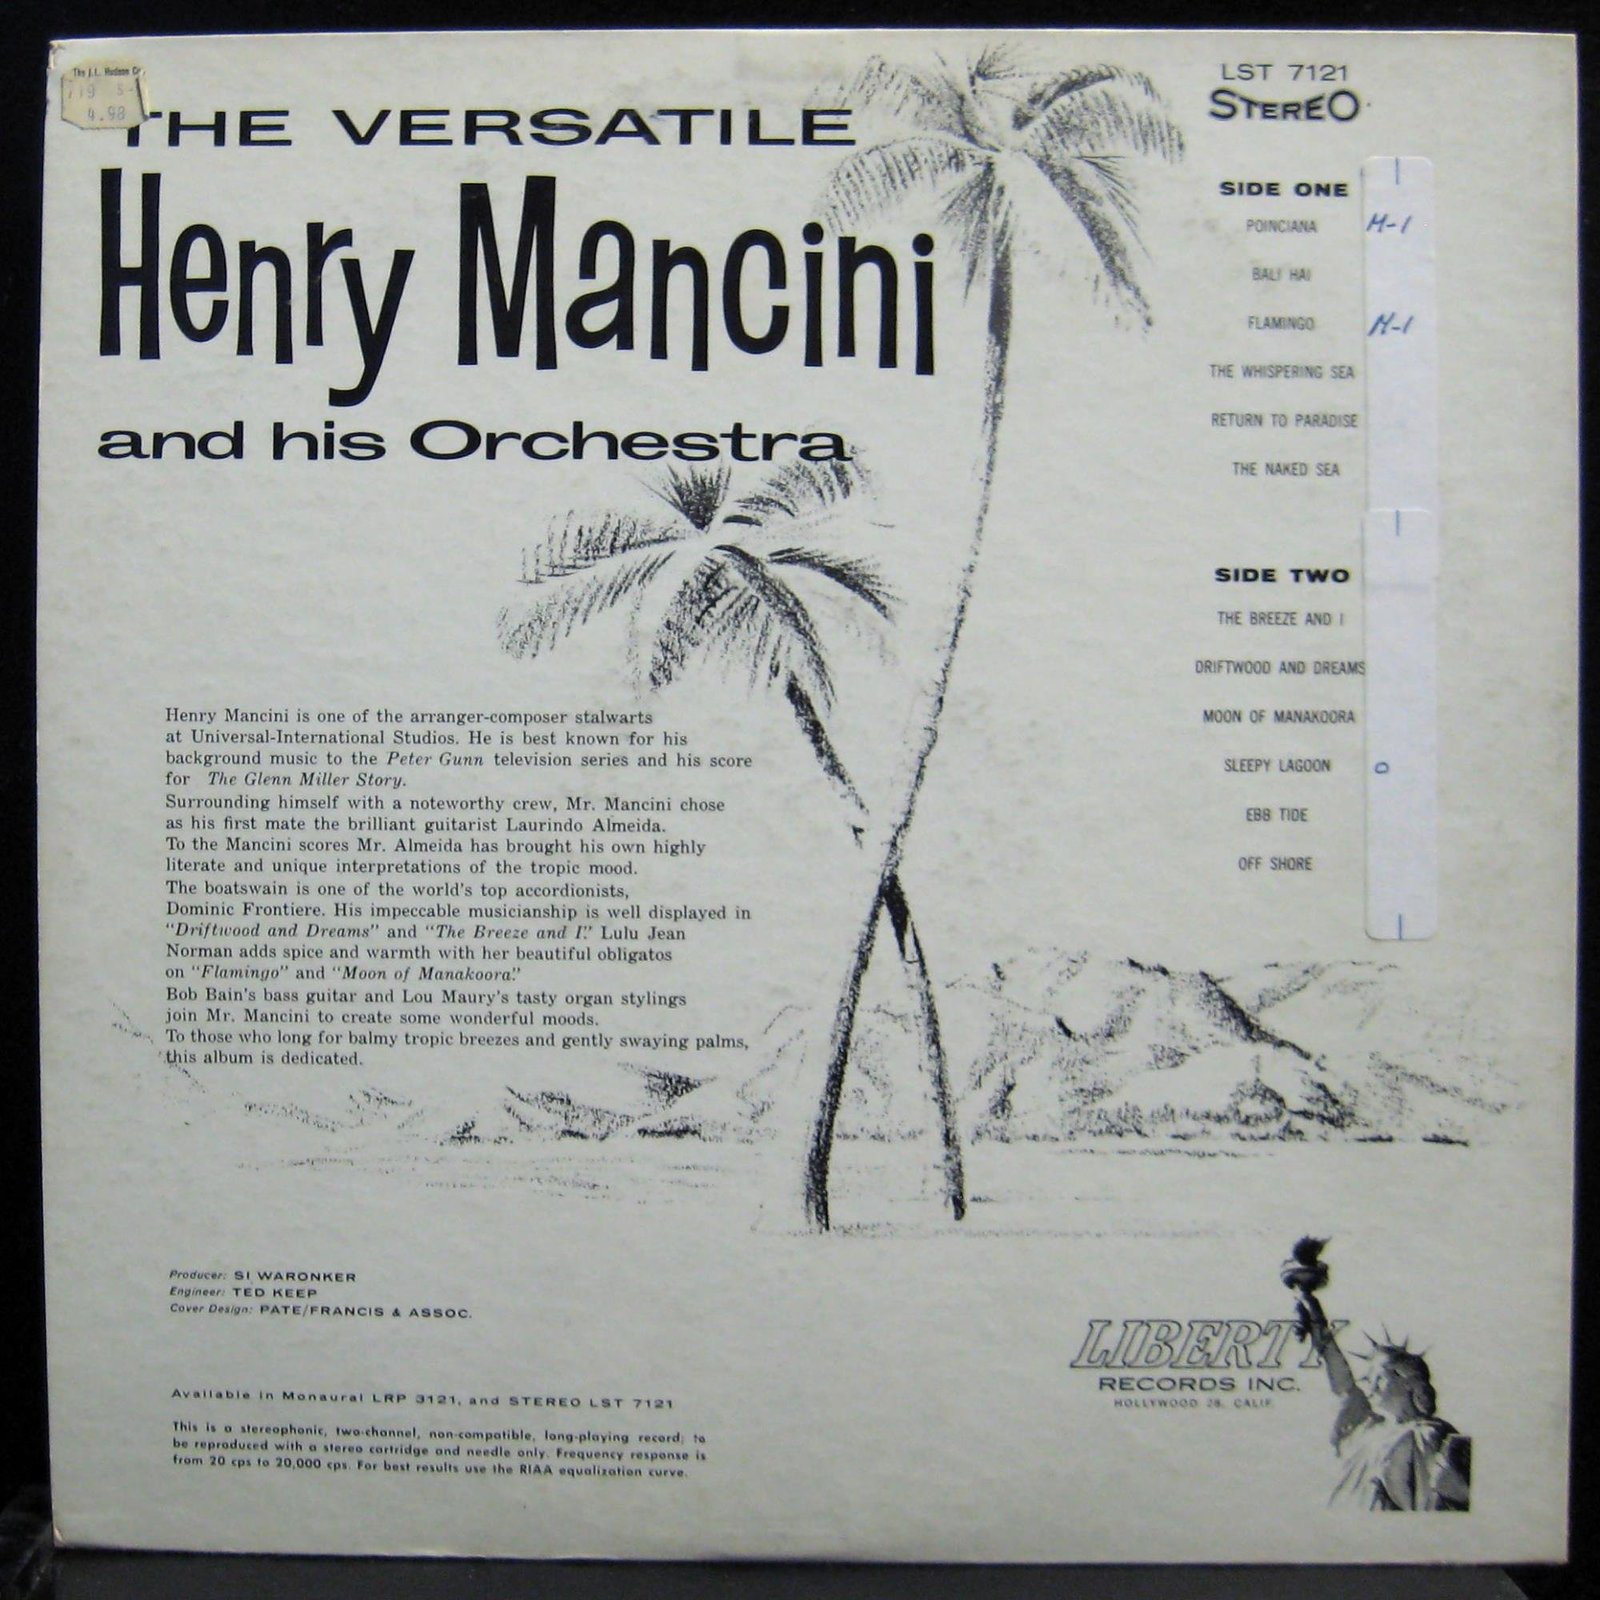 The J.L. Hudson Co.
4.98
THE VERSATILE
Henry Mancini
and his Orchestra
LST 7121
STEREO
SIDE ONE
POINCIANA M-1
BALI HAI
FLAMINGO M-1
THE WHISPERING SEA
RETURN TO PARADISE
THE NAKED SEA
SIDE TWO
THE BREEZE AND I
DRIFTWOOD AND DREAMS
MOON OF MANAKOORA
SLEEPY LAGOON 0
EBB TIDE
OFF SHORE
Henry Mancini is one of the arranger-composer stalwarts
at Universal-International Studios. He is best known for his
background music to the Peter Gunn television series and his score
for The Glenn Miller Story.
Surrounding himself with a noteworthy crew, Mr. Mancini chose
as his first mate the brilliant guitarist Laurindo Almeida.
To the Mancini scores Mr. Almeida has brought his own highly
literate and unique interpretations of the tropic mood.
The boatswain is one of the world's top accordionists,
Dominic Frontiere. His impeccable musicianship is well displayed in
"Driftwood and Dreams" and "The Breeze and I." Lulu Jean
Norman adds spice and warmth with her beautiful obligatos
on "Flamingo" and "Moon of Manakoora."
Bob Bain's bass guitar and Lou Maury's tasty organ stylings
join Mr. Mancini to create some wonderful moods.
To those who long for balmy tropic breezes and gently swaying palms,
this album is dedicated.
Producer: SI WARONKER
Engineer: TED KEEP
Cover Design: PATE/FRANCIS & ASSOC.
Available in Monaural LRP 3121, and STEREO LST 7121
This is a stereophonic, two-channel, non-compatible, long-playing record; to
be reproduced with a stereo cartridge and needle only. Frequency response is
from 20 cps to 20,000 cps. For best results use the RIAA equalization curve.
LIBERTY
RECORDS INC.
HOLLYWOOD 28, CALIF.